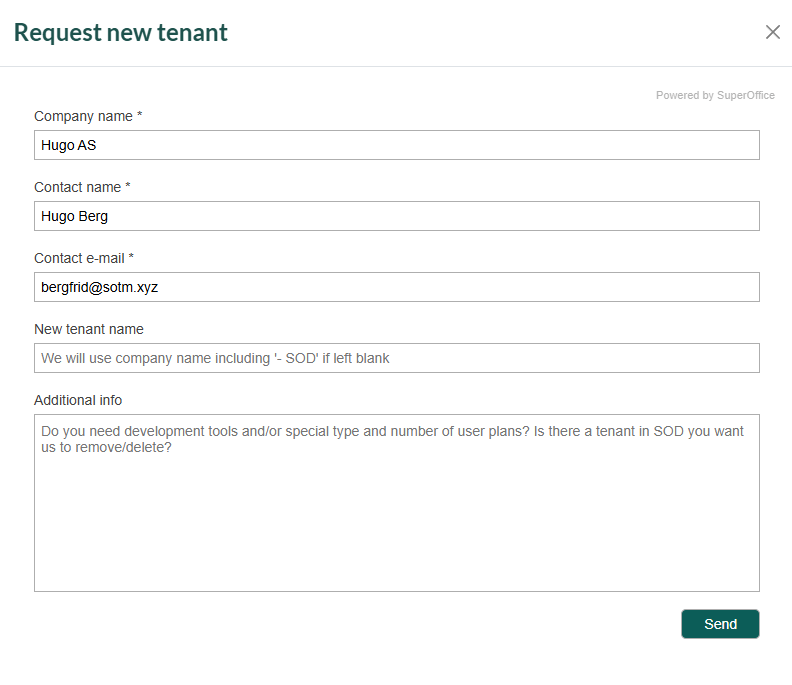 Request new tenant
Powered by SuperOffice
Company name *
Hugo AS
Contact name *
Hugo Berg
Contact e-mail *
bergfrid@sotm.xyz
New tenant name
We will use company name including '- SOD' if left blank
Additional info
Do you need development tools and/or special type and number of user plans? Is there a tenant in SOD you want
us to remove/delete?
Send